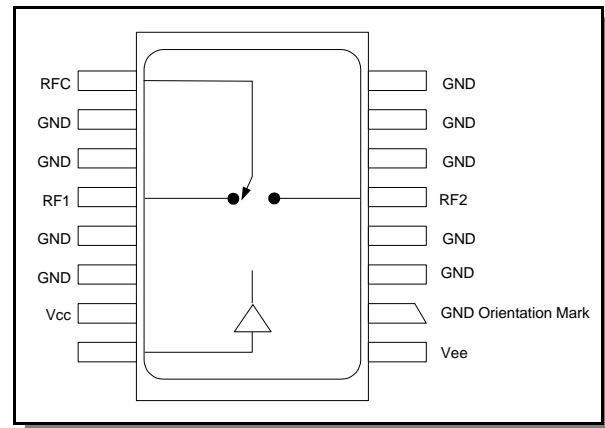 RFC
GND
GND
GND
GND
GND
RF1
RF2
GND
GND
GND
GND
Vcc
GND Orientation Mark
Vee